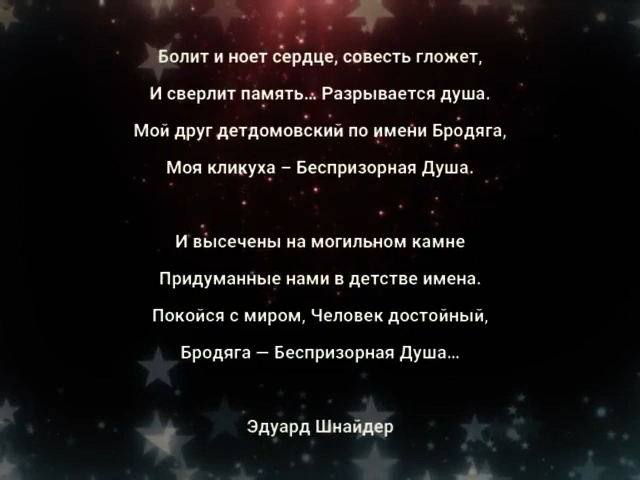 Болит и ноет сердце, совесть гложет,
И сверлит память... Разрывается душа.
Мой друг детдомовский по имени Бродяга,
Моя кликуха – Беспризорная Душа.
И высечены на могильном камне
Придуманные нами в детстве имена.
Покойся с миром, Человек достойный,
Бродяга — Беспризорная Душа...
Эдуард Шнайдер